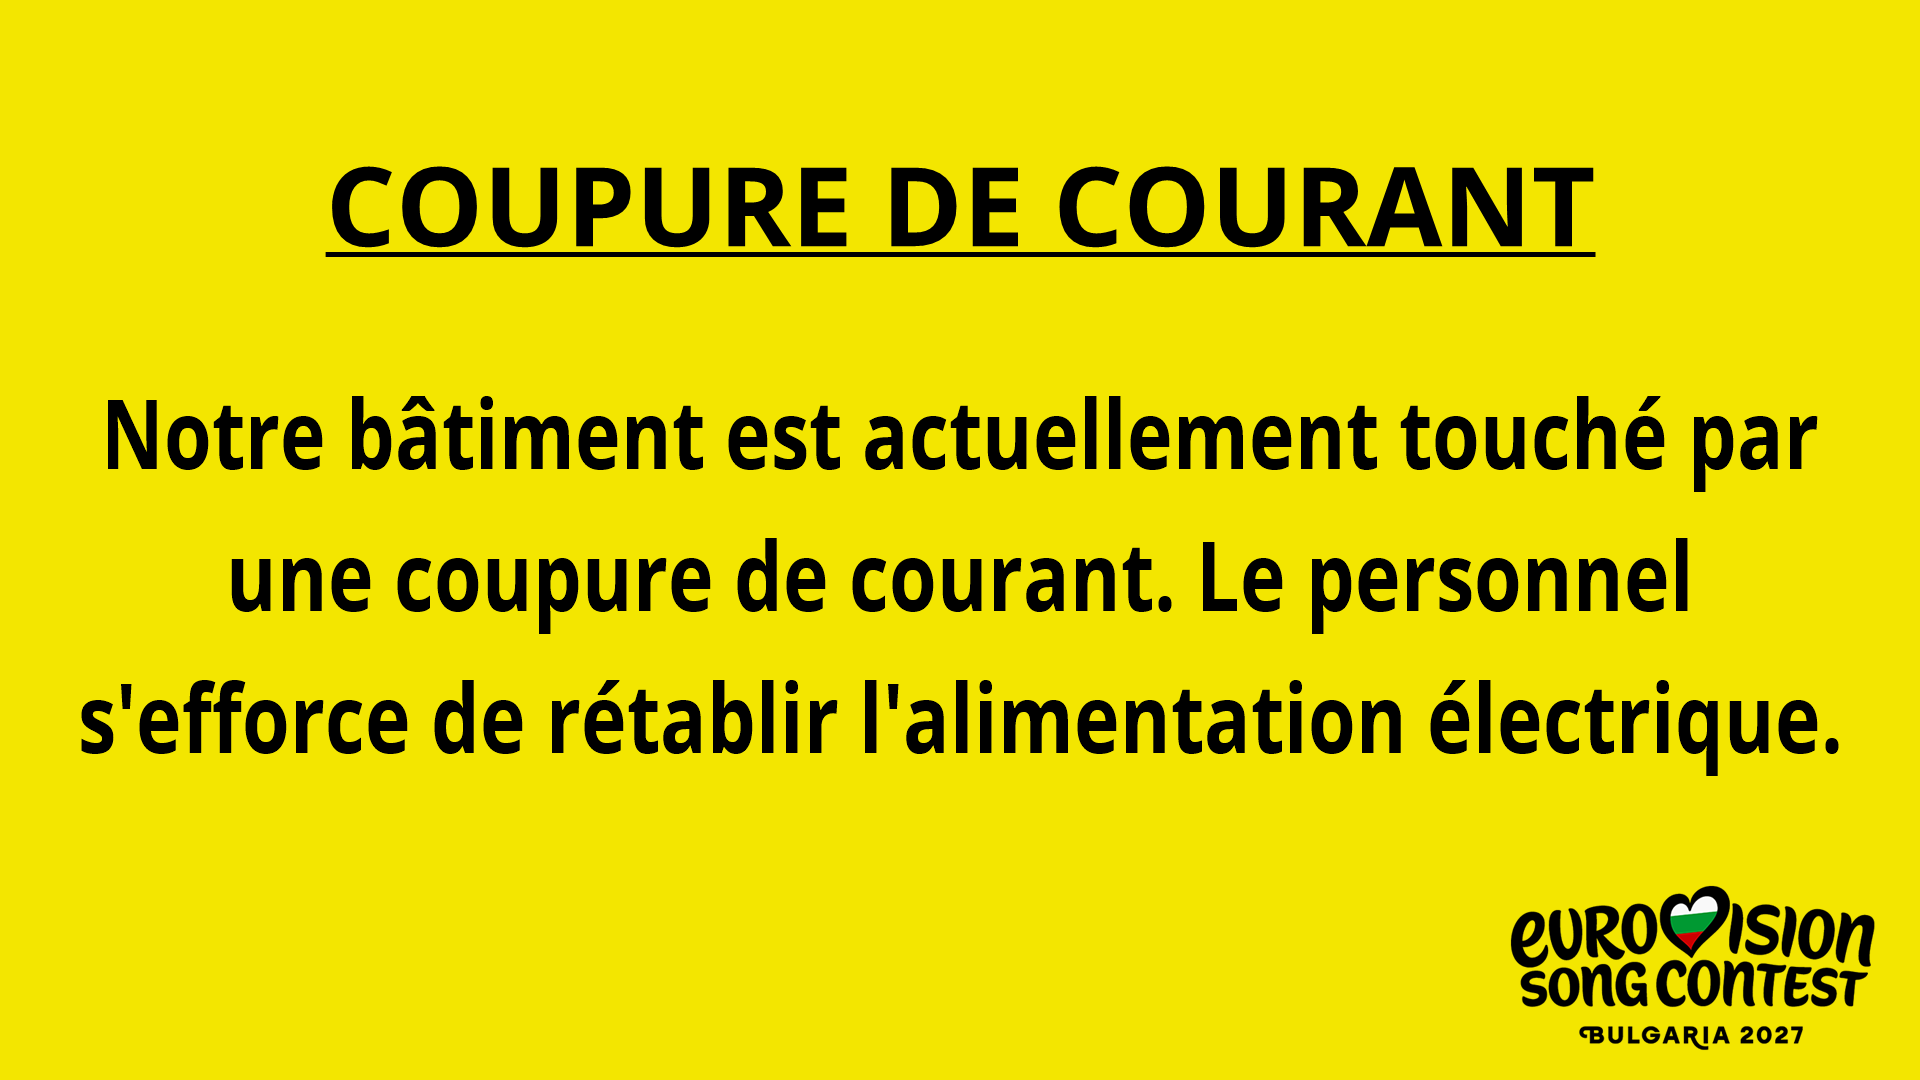 COUPURE DE COURANT
Notre bâtiment est actuellement touché par
une coupure de courant. Le personnel
s'efforce de rétablir l'alimentation électrique.
EUROVISION
SONG CONTEST
BULGARIA 2027